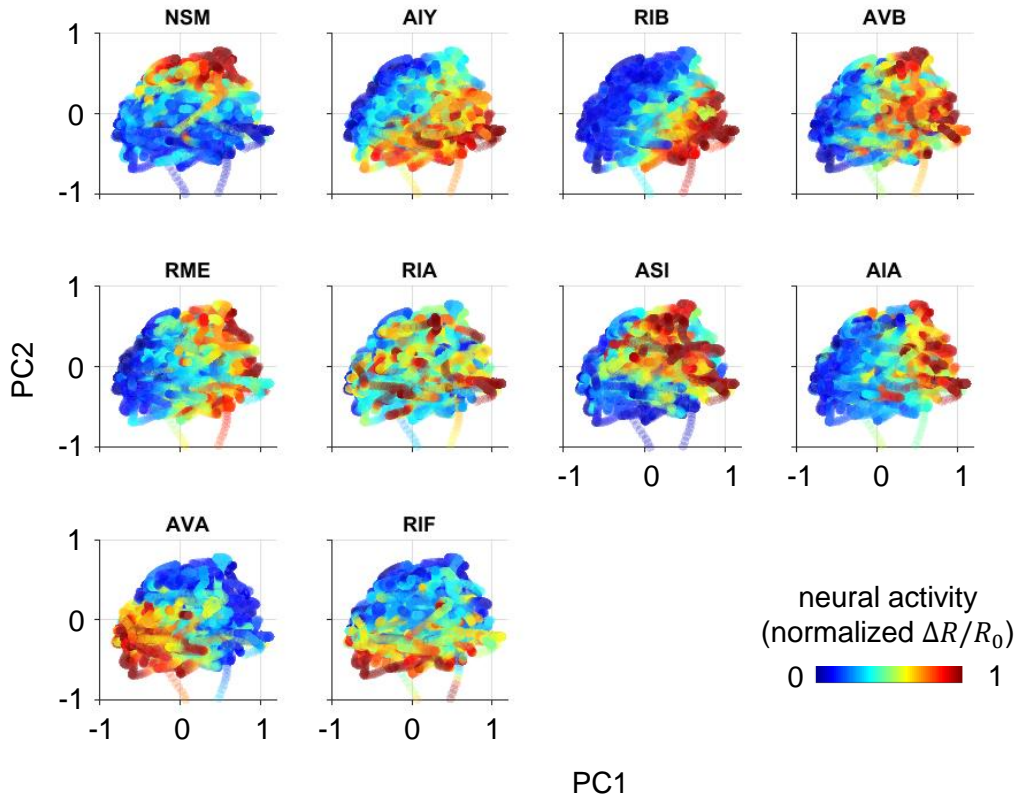 NSM AIY RIB AVB
1
0
-1
RME RIA ASI AIA
1
0
-1
PC2
-1 0 1 -1 0 1
AVA RIF
1
0
-1
-1 0 1 -1 0 1
neural activity
(normalized ΔR/R₀)
0 1
PC1